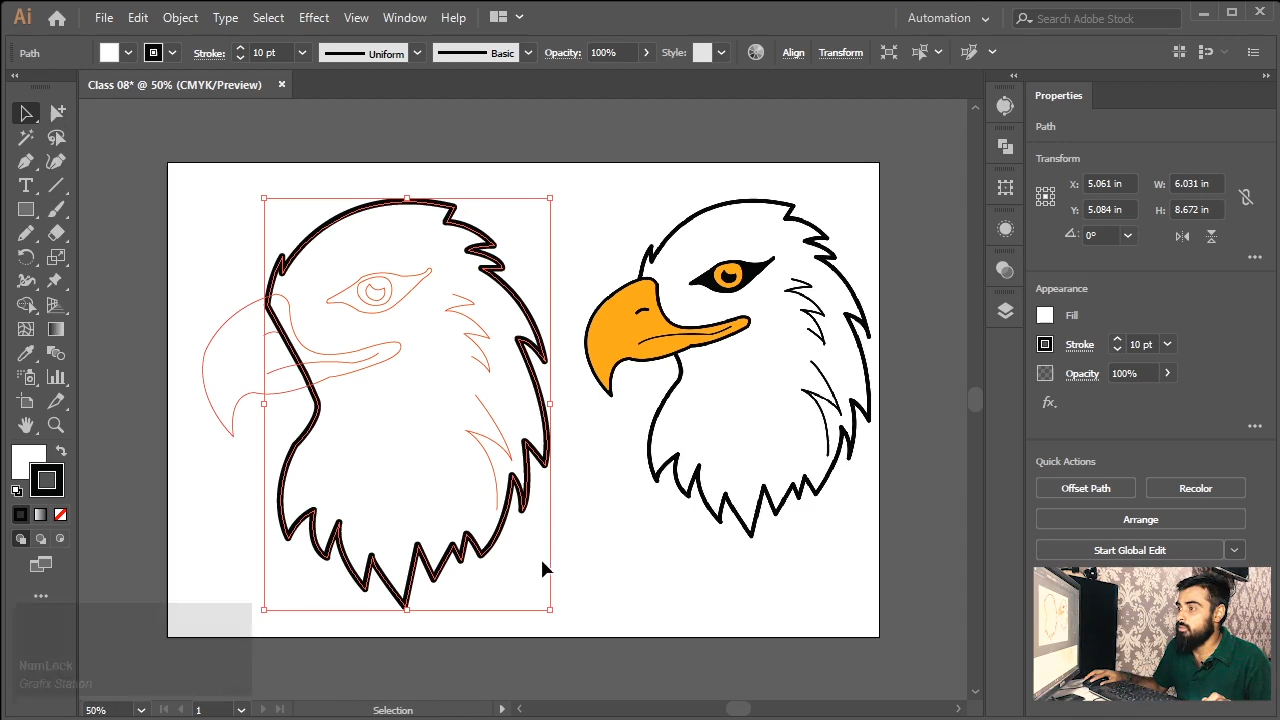 Ai File Edit Object Type Select Effect View Window Help Automation Search Adobe Stock
Path Stroke: 10 pt Uniform Basic Opacity: 100% Style: Align Transform
Class 08* @ 50% (CMYK/Preview)
Properties
Path
Transform
X: 5.061 in W: 6.031 in
Y: 5.084 in H: 8.672 in
0°
Appearance
Fill
Stroke 10 pt
Opacity 100%
fx.
Quick Actions
Offset Path Recolor
Arrange
Start Global Edit
NumLock
Grafix Station
50% 1 Selection